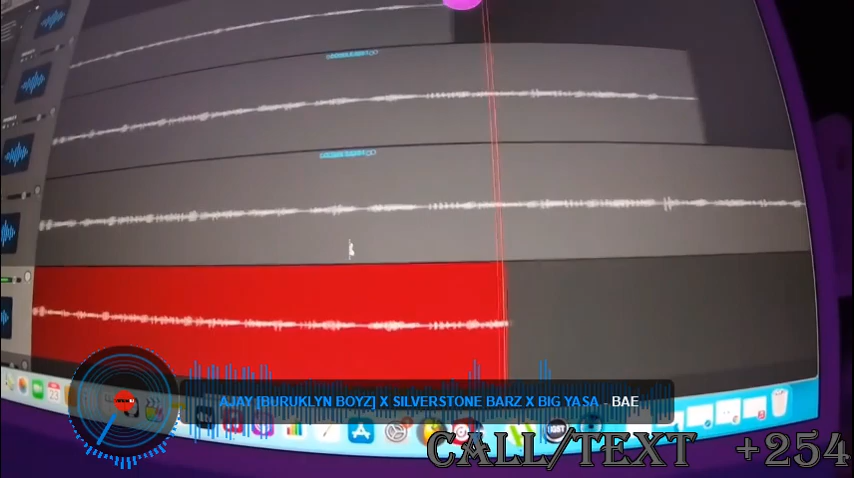 AJAY [BURUKLYN BOYZ] X SILVERSTONE BARZ X BIG YASA - BAE
CALL/TEXT +254